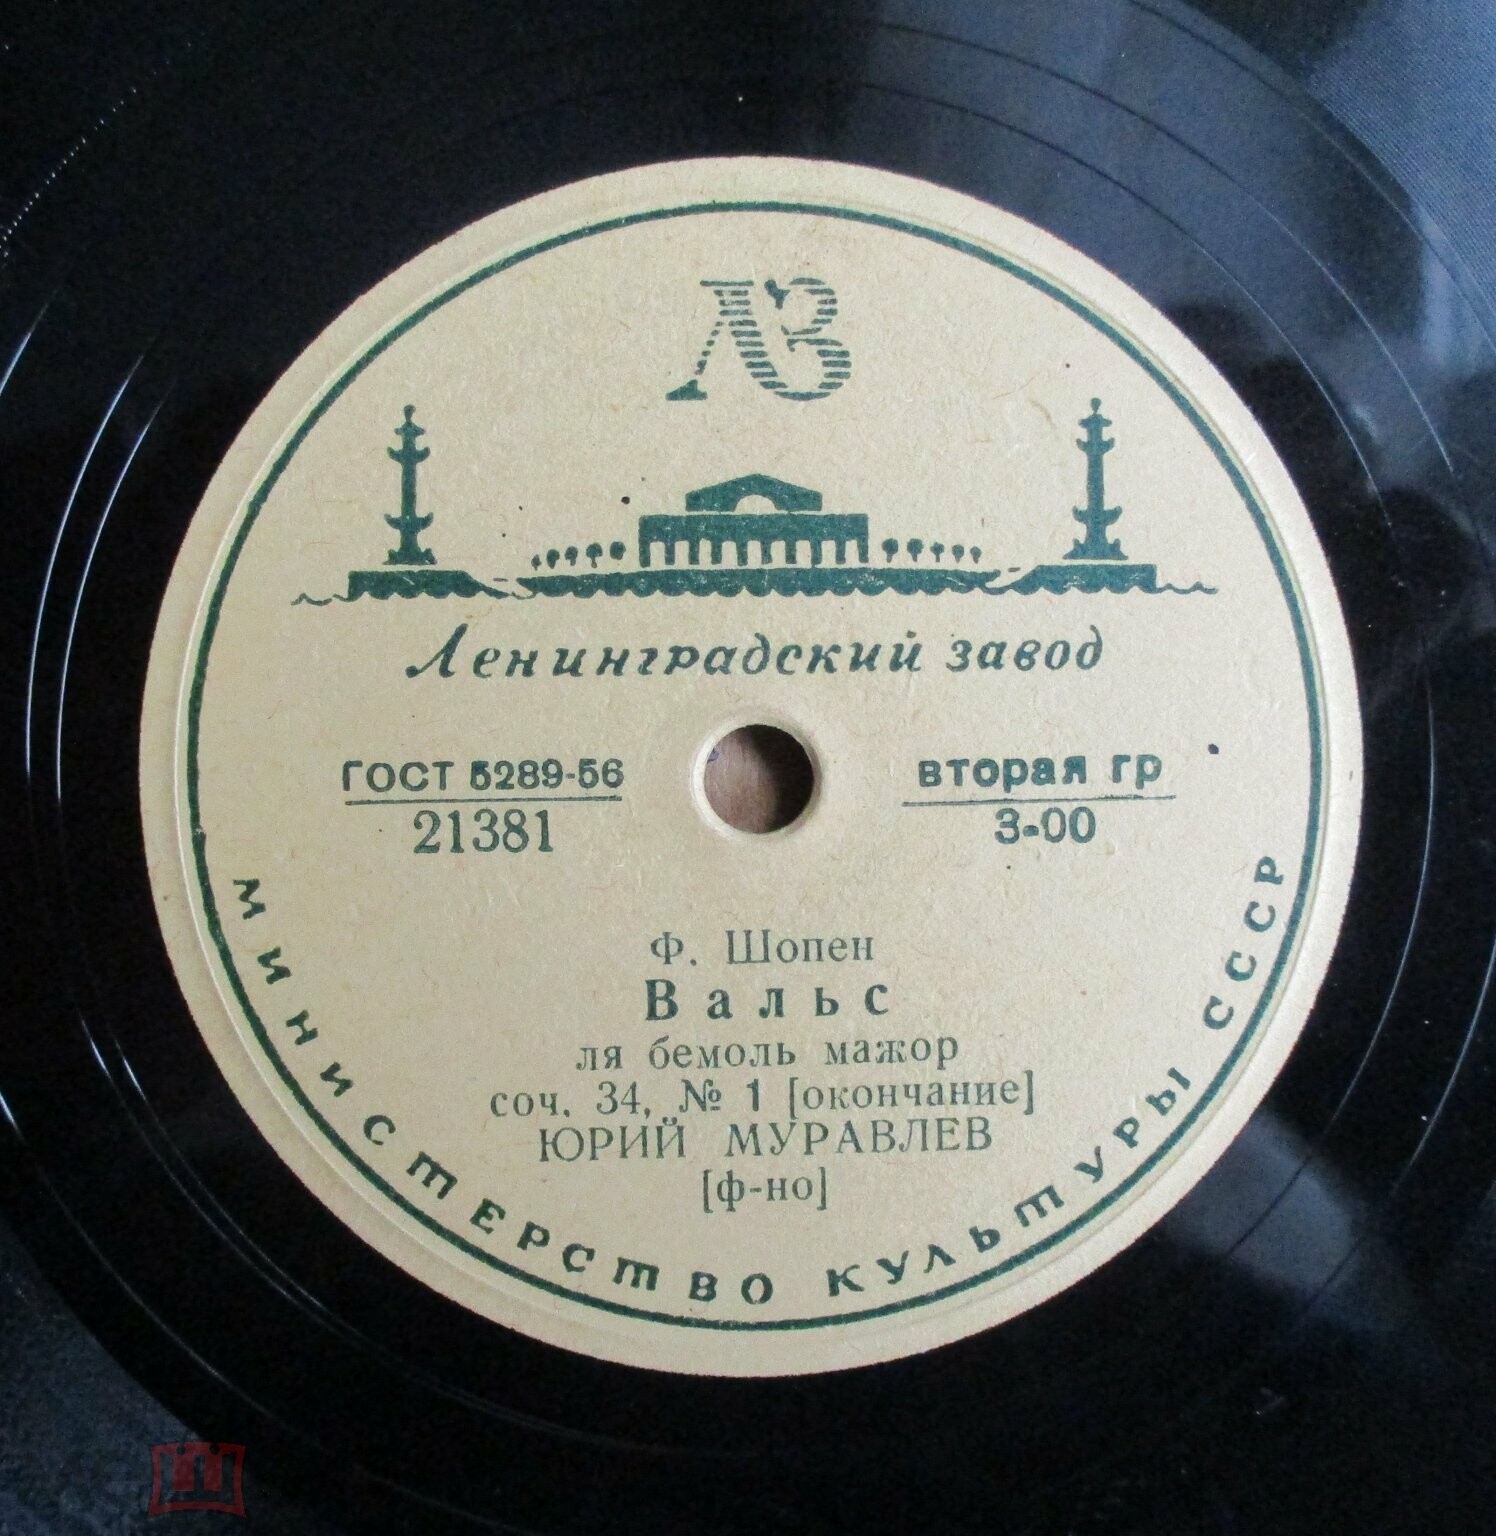 ЛЗ
Ленинградский завод
ГОСТ 5289-56
21381
вторая гр
3-00
Ф. Шопен
Вальс
ля бемоль мажор
соч. 34, № 1 [окончание]
ЮРИЙ МУРАВЛЕВ
[ф-но]
МИНИСТЕРСТВО КУЛЬТУРЫ СССР